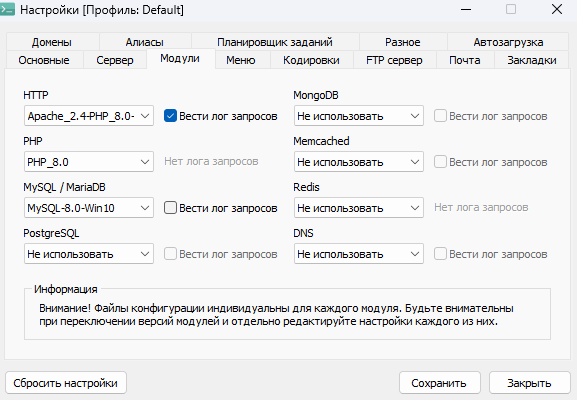 Настройки [Профиль: Default]
Домены Алиасы Планировщик заданий Разное Автозагрузка
Основные Сервер Модули Меню Кодировки FTP сервер Почта Закладки
HTTP
Apache_2.4-PHP_8.0- Вести лог запросов
PHP
PHP_8.0 Нет лога запросов
MySQL / MariaDB
MySQL-8.0-Win10 Вести лог запросов
PostgreSQL
Не использовать Вести лог запросов
MongoDB
Не использовать Вести лог запросов
Memcached
Не использовать Вести лог запросов
Redis
Не использовать Нет лога запросов
DNS
Не использовать Вести лог запросов
Информация
Внимание! Файлы конфигурации индивидуальны для каждого модуля. Будьте внимательны
при переключении версий модулей и отдельно редактируйте настройки каждого из них.
Сбросить настройки Сохранить Закрыть